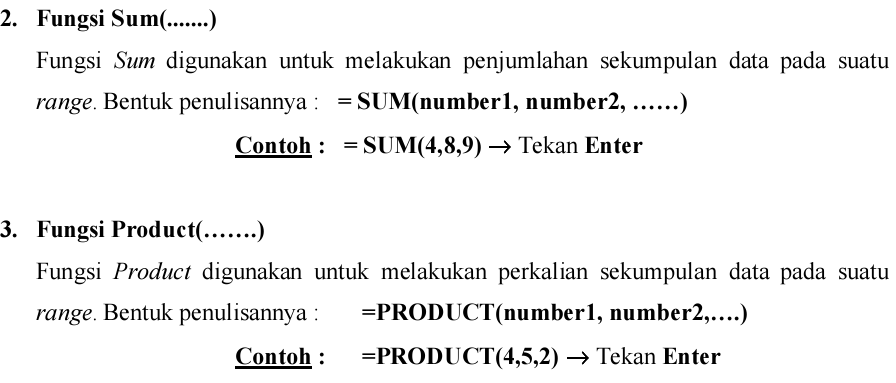 2. Fungsi Sum(.......)
Fungsi Sum digunakan untuk melakukan penjumlahan sekumpulan data pada suatu
range. Bentuk penulisannya : = SUM(number1, number2, ……)
Contoh : = SUM(4,8,9) → Tekan Enter
3. Fungsi Product(…….)
Fungsi Product digunakan untuk melakukan perkalian sekumpulan data pada suatu
range. Bentuk penulisannya : =PRODUCT(number1, number2,….)
Contoh : =PRODUCT(4,5,2) → Tekan Enter